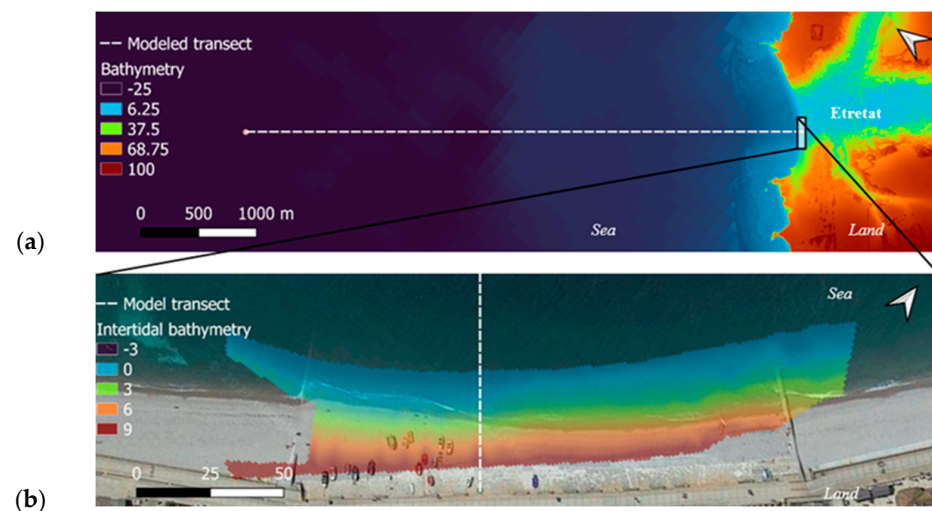 Modeled transect
Bathymetry
-25
6.25
37.5
68.75
100
0 500 1000 m
Etretat
Sea
Land
(a)
Model transect
Intertidal bathymetry
-3
0
3
6
9
0 25 50
Sea
Land
(b)